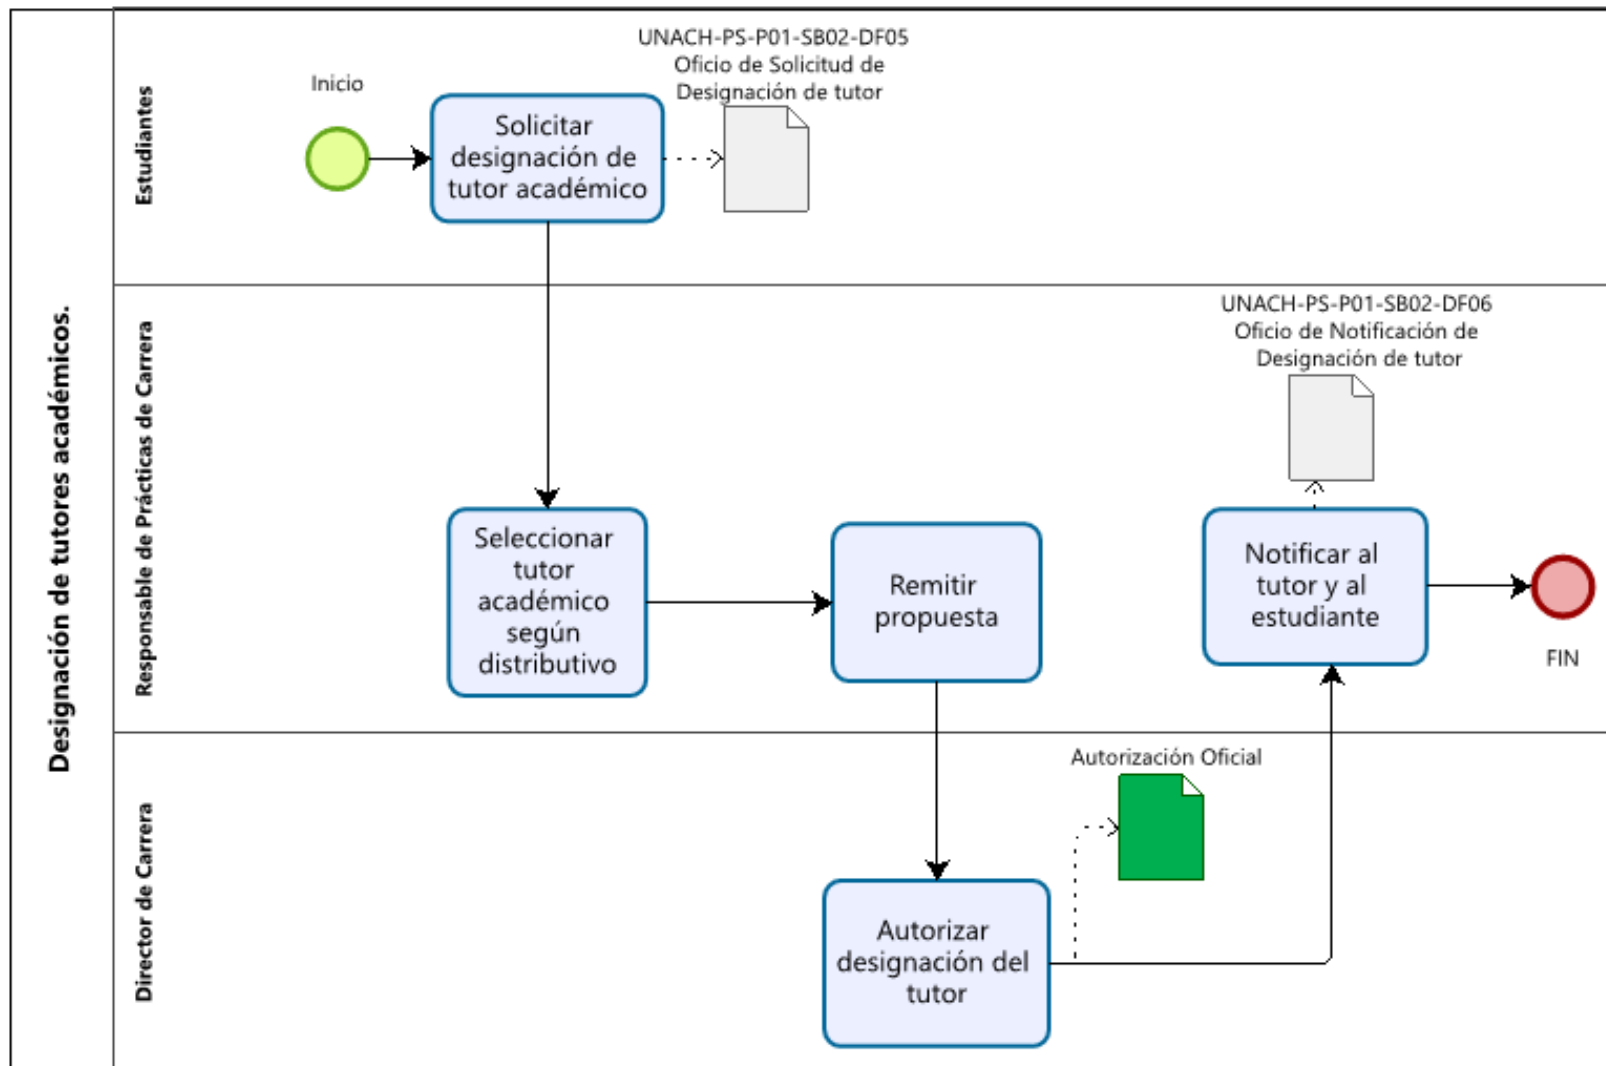 Designación de tutores académicos.
Estudiantes
Inicio
Solicitar
designación de
tutor académico
UNACH-PS-P01-SB02-DF05
Oficio de Solicitud de
Designación de tutor
Responsable de Prácticas de Carrera
Seleccionar
tutor
académico
según
distributivo
Remitir
propuesta
UNACH-PS-P01-SB02-DF06
Oficio de Notificación de
Designación de tutor
Notificar al
tutor y al
estudiante
FIN
Director de Carrera
Autorizar
designación del
tutor
Autorización Oficial